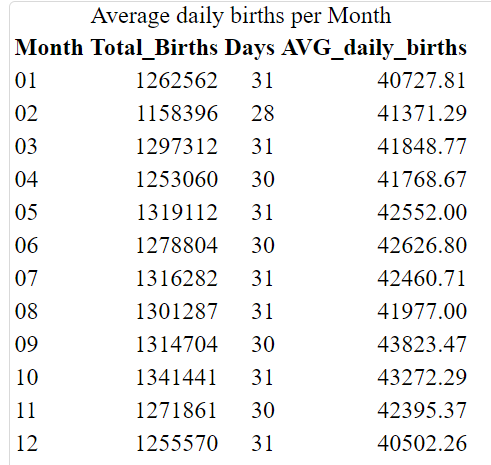 Average daily births per Month
Month Total_Births Days AVG_daily_births
01 1262562 31 40727.81
02 1158396 28 41371.29
03 1297312 31 41848.77
04 1253060 30 41768.67
05 1319112 31 42552.00
06 1278804 30 42626.80
07 1316282 31 42460.71
08 1301287 31 41977.00
09 1314704 30 43823.47
10 1341441 31 43272.29
11 1271861 30 42395.37
12 1255570 31 40502.26